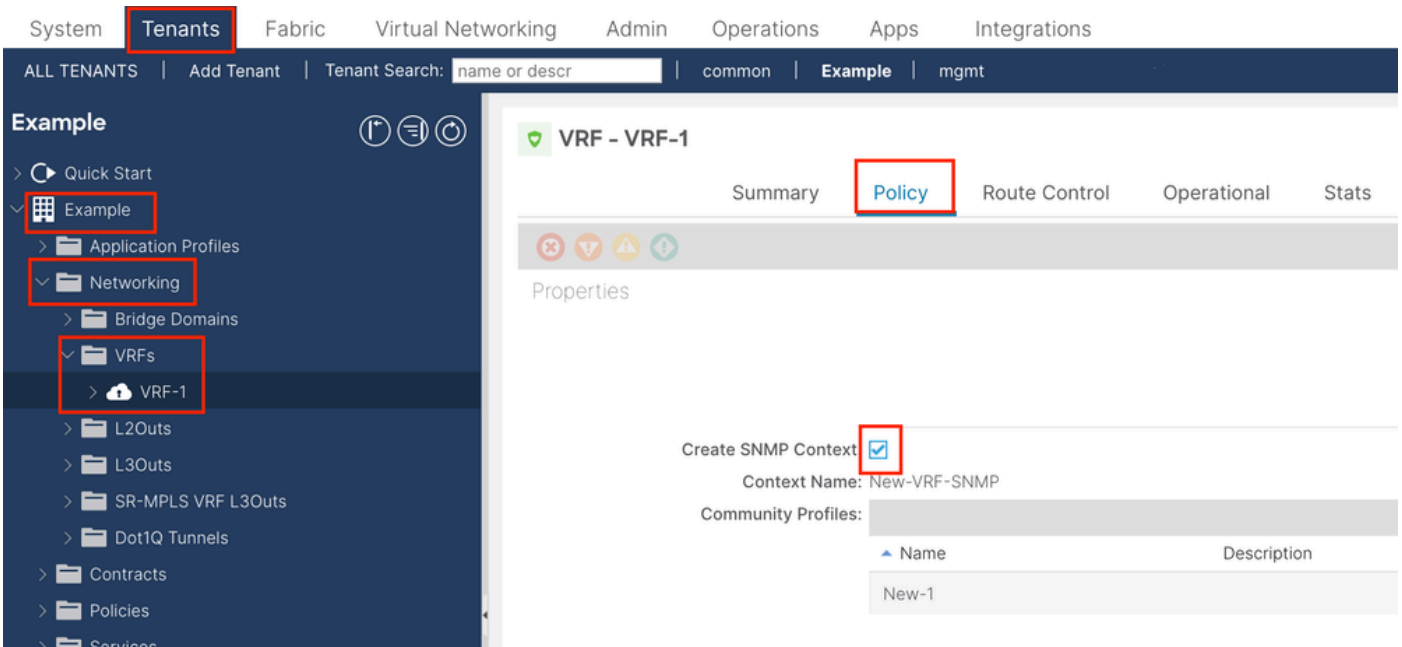 System Tenants Fabric Virtual Networking Admin Operations Apps Integrations
ALL TENANTS | Add Tenant | Tenant Search: name or descr | common | Example | mgmt
Example
VRF - VRF-1
Quick Start
Summary Policy Route Control Operational Stats
Example
Application Profiles
Networking
Properties
Bridge Domains
VRFs
VRF-1
L2Outs
Create SNMP Context
L3Outs
Context Name: New-VRF-SNMP
SR-MPLS VRF L3Outs
Community Profiles:
Dot1Q Tunnels
Name Description
Contracts
New-1
Policies
Services